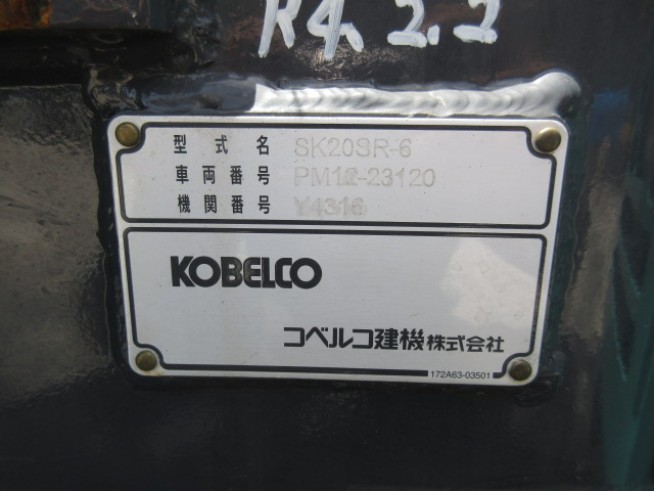 R4.2.2
型式名 SK20SR-6
車両番号 PM12-23120
機関番号 Y4316
KOBELCO
コベルコ建機株式会社
172A63-03501